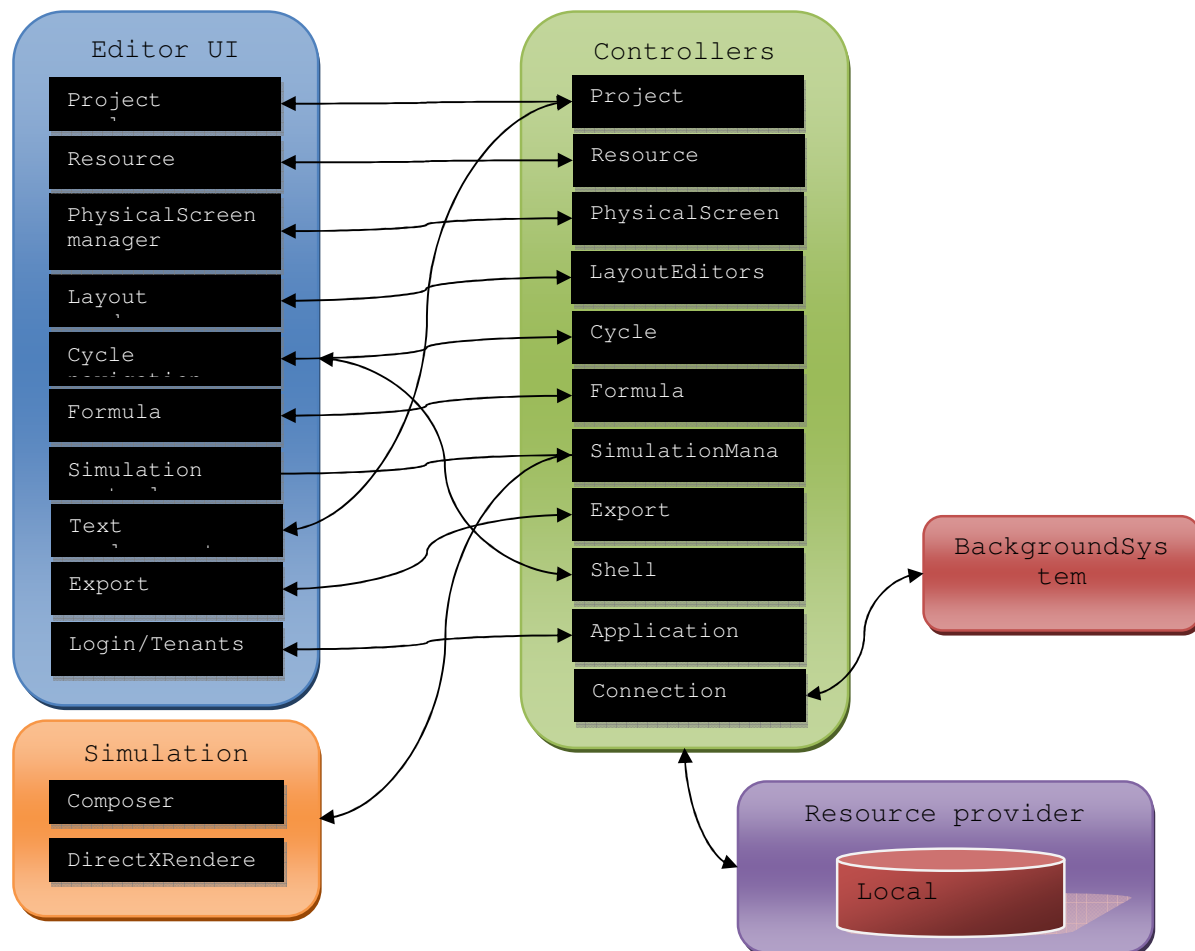 Editor UI
Project
Resource
PhysicalScreen
manager
Layout
Cycle
navigation
Formula
Simulation
Text
Export
Login/Tenants
Simulation
Composer
DirectXRendere
Controllers
Project
Resource
PhysicalScreen
LayoutEditors
Cycle
Formula
SimulationMana
Export
Shell
Application
Connection
BackgroundSys
tem
Resource provider
Local